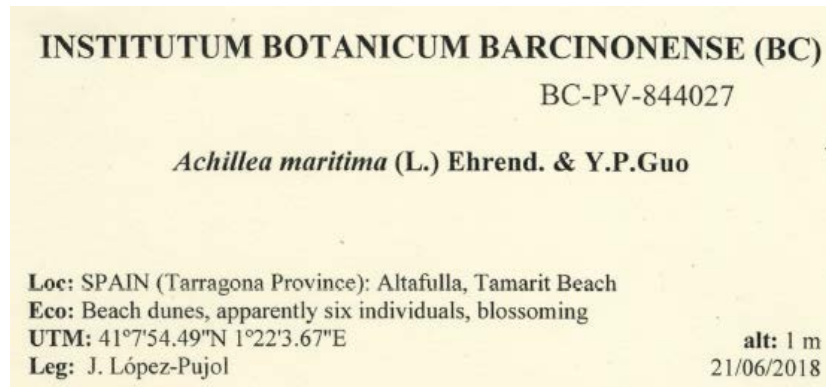 INSTITUTUM BOTANICUM BARCINONENSE (BC)
BC-PV-844027
Achillea maritima (L.) Ehrend. & Y.P.Guo
Loc: SPAIN (Tarragona Province): Altafulla, Tamarit Beach
Eco: Beach dunes, apparently six individuals, blossoming
UTM: 41°7'54.49"N 1°22'3.67"E alt: 1 m
Leg: J. López-Pujol 21/06/2018